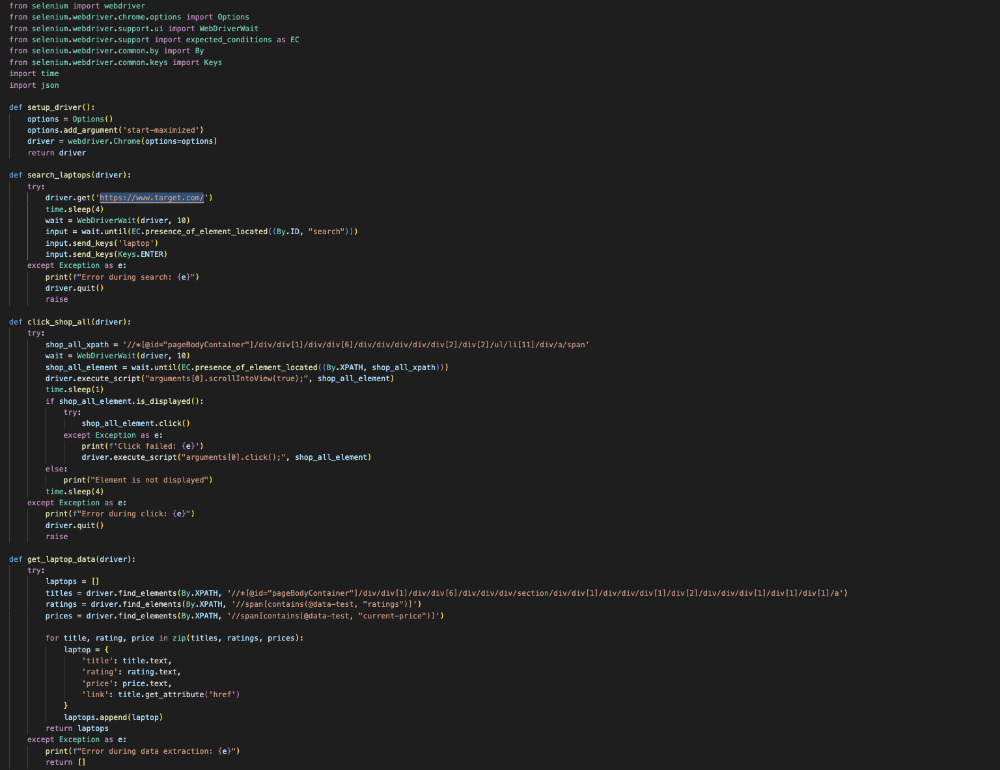 from selenium import webdriver
from selenium.webdriver.chrome.options import Options
from selenium.webdriver.support.ui import WebDriverWait
from selenium.webdriver.support import expected_conditions as EC
from selenium.webdriver.common.by import By
from selenium.webdriver.common.keys import Keys
import time
import json

def setup_driver():
    options = Options()
    options.add_argument('start-maximized')
    driver = webdriver.Chrome(options=options)
    return driver

def search_laptops(driver):
    try:
        driver.get('https://www.target.com/')
        time.sleep(4)
        wait = WebDriverWait(driver, 10)
        input = wait.until(EC.presence_of_element_located((By.ID, "search")))
        input.send_keys('laptop')
        input.send_keys(Keys.ENTER)
    except Exception as e:
        print(f"Error during search: {e}")
        driver.quit()
        raise

def click_shop_all(driver):
    try:
        shop_all_xpath = '//*[@id="pageBodyContainer"]/div/div[1]/div/div[6]/div/div/div/div/div[2]/div[2]/ul/li[11]/div/a/span'
        wait = WebDriverWait(driver, 10)
        shop_all_element = wait.until(EC.presence_of_element_located((By.XPATH, shop_all_xpath)))
        driver.execute_script("arguments[0].scrollIntoView(true);", shop_all_element)
        time.sleep(1)
        if shop_all_element.is_displayed():
            try:
                shop_all_element.click()
            except Exception as e:
                print(f'Click failed: {e}')
                driver.execute_script("arguments[0].click();", shop_all_element)
        else:
            print("Element is not displayed")
        time.sleep(4)
    except Exception as e:
        print(f"Error during click: {e}")
        driver.quit()
        raise

def get_laptop_data(driver):
    try:
        laptops = []
        titles = driver.find_elements(By.XPATH, '//*[@id="pageBodyContainer"]/div/div[1]/div/div[6]/div/div/div/section/div/div[1]/div/div/div[1]/div[2]/div/div/div[1]/div[1]/div[1]/a')
        ratings = driver.find_elements(By.XPATH, '//span[contains(@data-test, "ratings")]')
        prices = driver.find_elements(By.XPATH, '//span[contains(@data-test, "current-price")]')

        for title, rating, price in zip(titles, ratings, prices):
            laptop = {
                'title': title.text,
                'rating': rating.text,
                'price': price.text,
                'link': title.get_attribute('href')
            }
            laptops.append(laptop)
        return laptops
    except Exception as e:
        print(f"Error during data extraction: {e}")
        return []